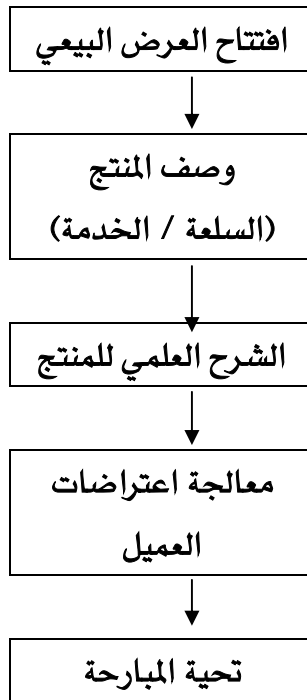 افتتاح العرض البيعي
وصف المنتج
(السلعة / الخدمة)
الشرح العلمي للمنتج
معالجة اعتراضات
العميل
تحية المبارحة